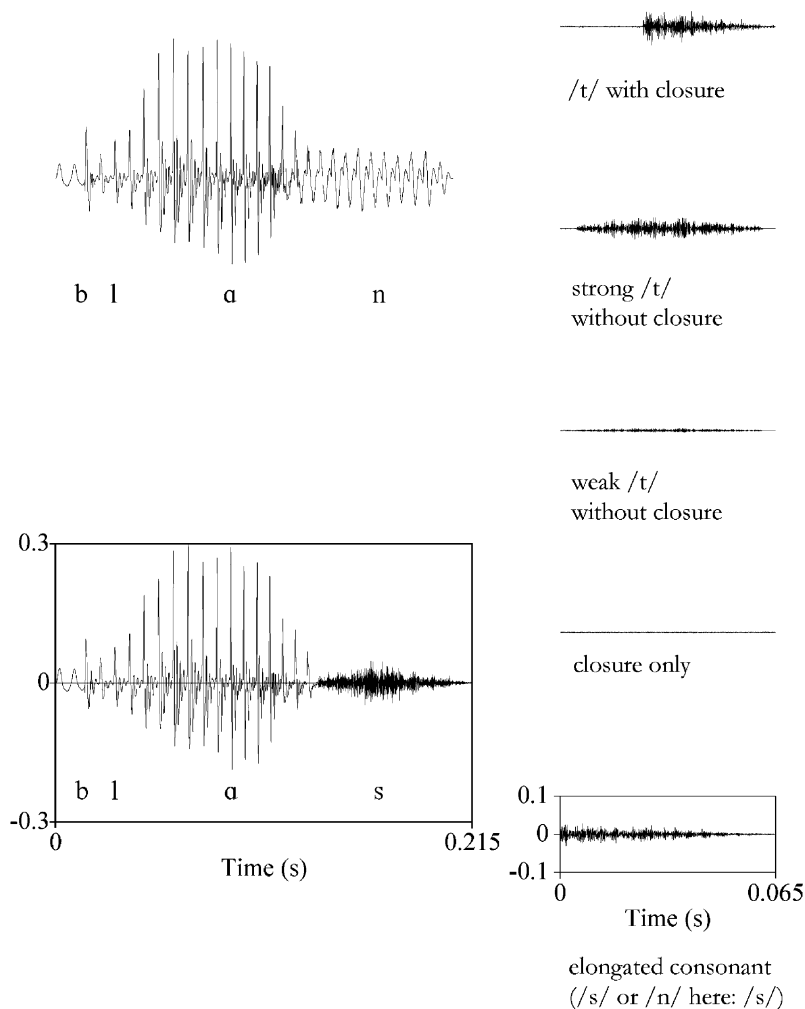 /t/ with closure
b l ɑ n
strong /t/
without closure
weak /t/
without closure
0.3
0
-0.3
b l ɑ s
0 0.215
Time (s)
closure only
0.1
0
-0.1
0 0.065
Time (s)
elongated consonant
(/s/ or /n/ here: /s/)